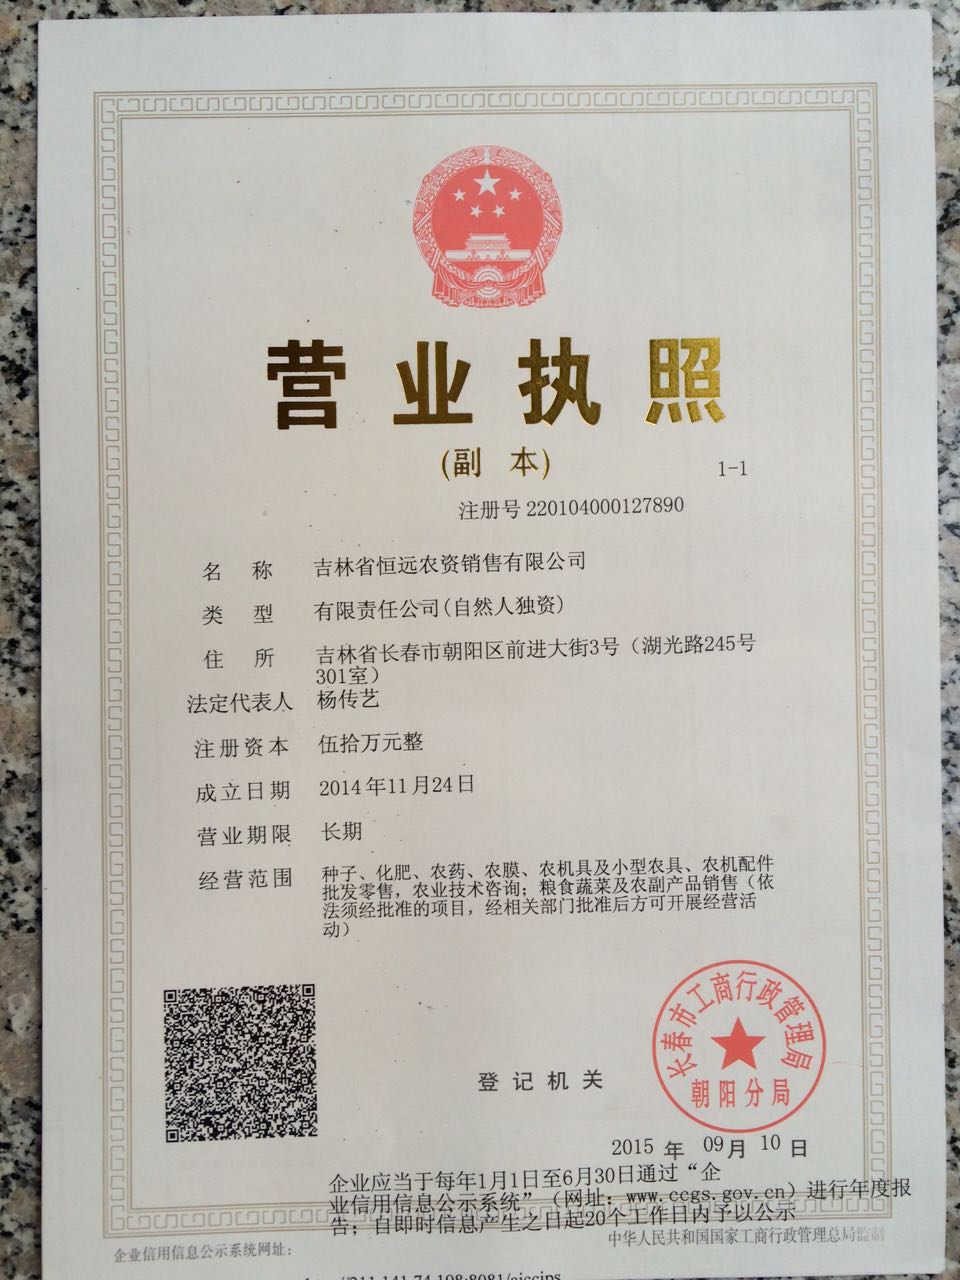 营业执照
(副 本)
1-1
注册号 220104000127890
名 称 吉林省恒远农资销售有限公司
类 型 有限责任公司(自然人独资)
住 所 吉林省长春市朝阳区前进大街3号（湖光路245号
301室）
法定代表人 杨传艺
注册资本 伍拾万元整
成立日期 2014年11月24日
营业期限 长期
经营范围 种子、化肥、农药、农膜、农机具及小型农具、农机配件
批发零售，农业技术咨询；粮食蔬菜及农副产品销售（依
法须经批准的项目，经相关部门批准后方可开展经营活
动）
长春市工商行政管理局
朝阳分局
登记机关
2015 年 09月 10 日
企业应当于每年1月1日至6月30日通过“企
业信用信息公示系统”（网址：www.ccgs.gov.cn）进行年度报
告；自即时信息产生之日起20个工作日内予以公示
企业信用信息公示系统网址：
中华人民共和国国家工商行政管理总局监制
http://211.141.74.198:8081/aiccips